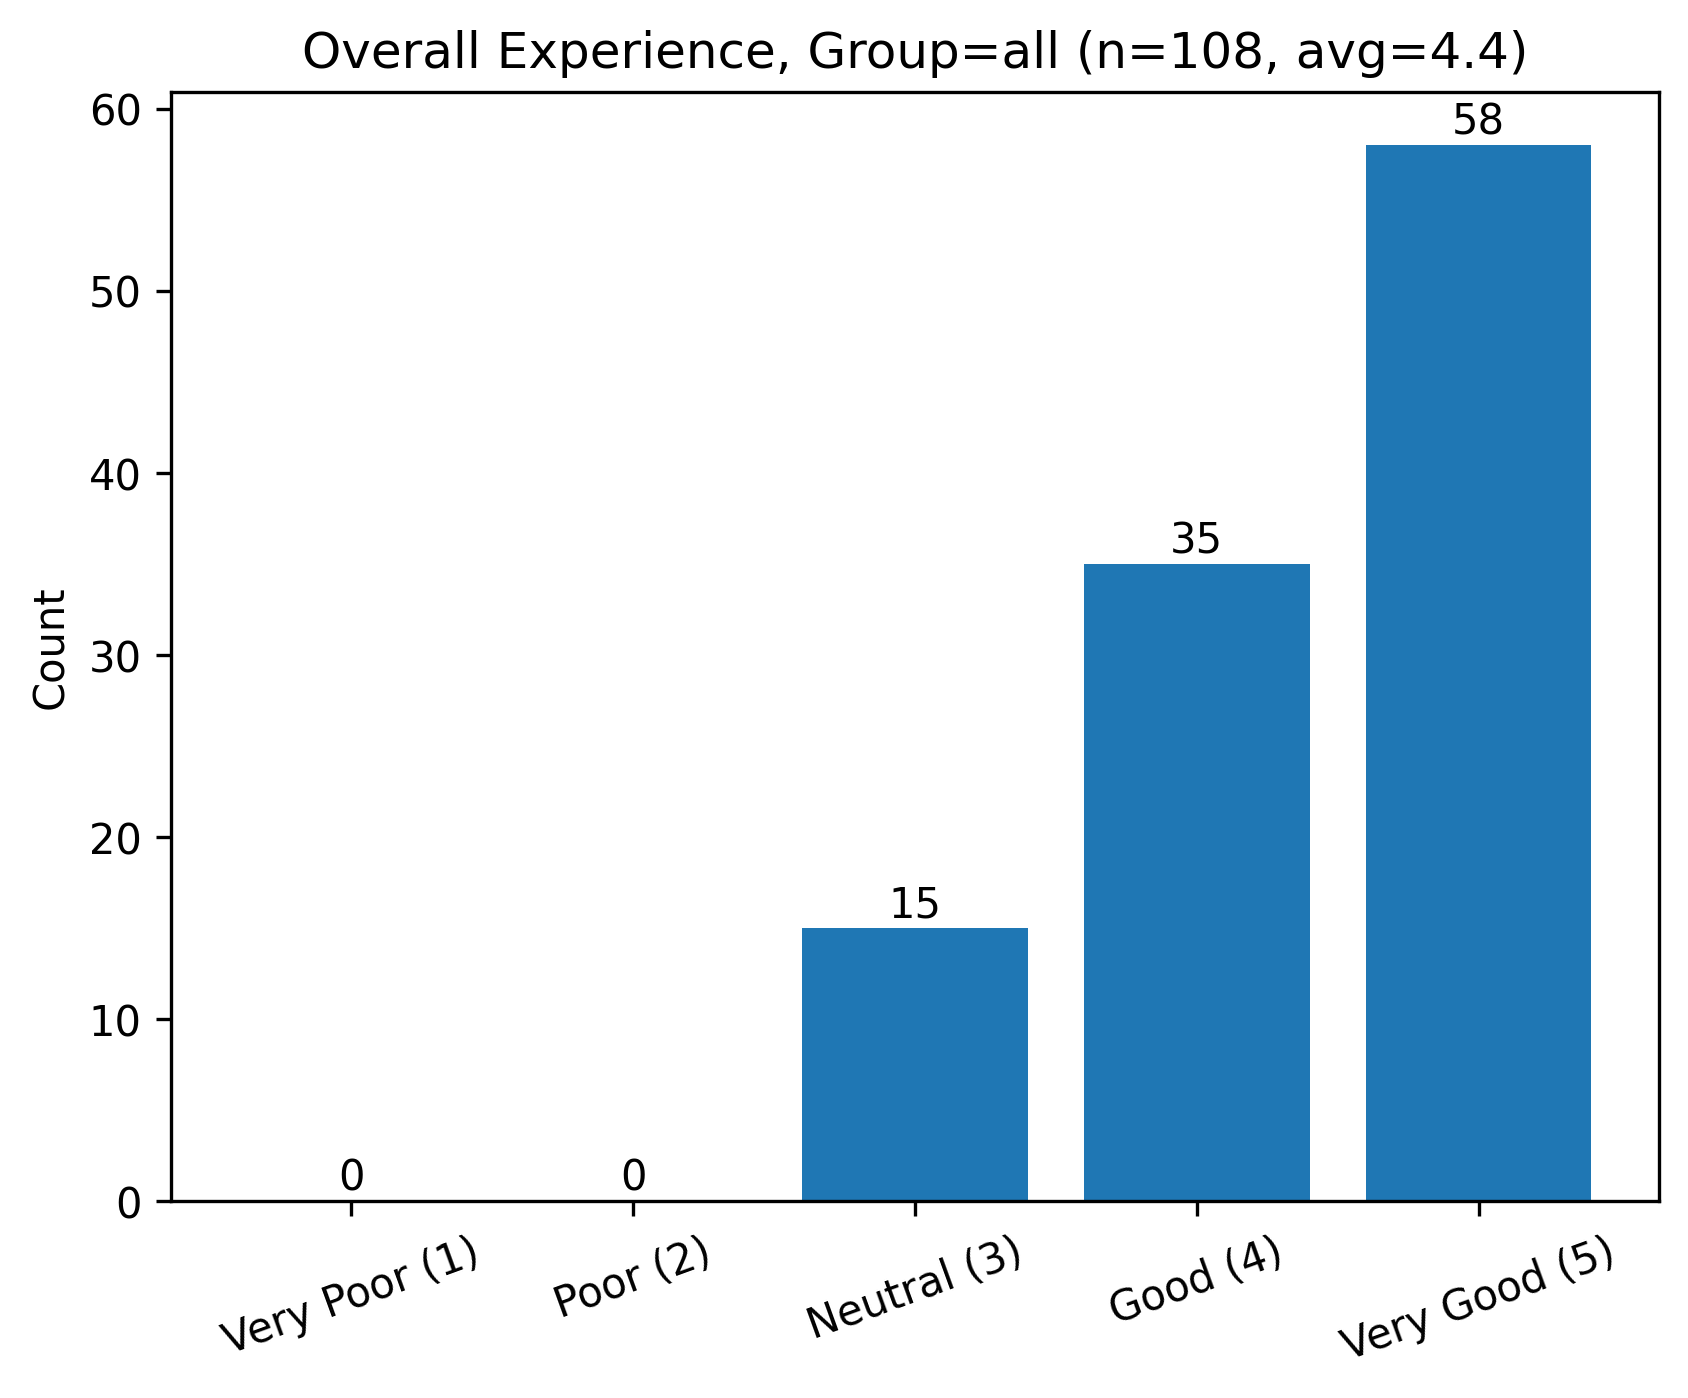 Overall Experience, Group=all (n=108, avg=4.4)
60
50
40
30
20
10
0
Count
0
0
15
35
58
Very Poor (1)
Poor (2)
Neutral (3)
Good (4)
Very Good (5)